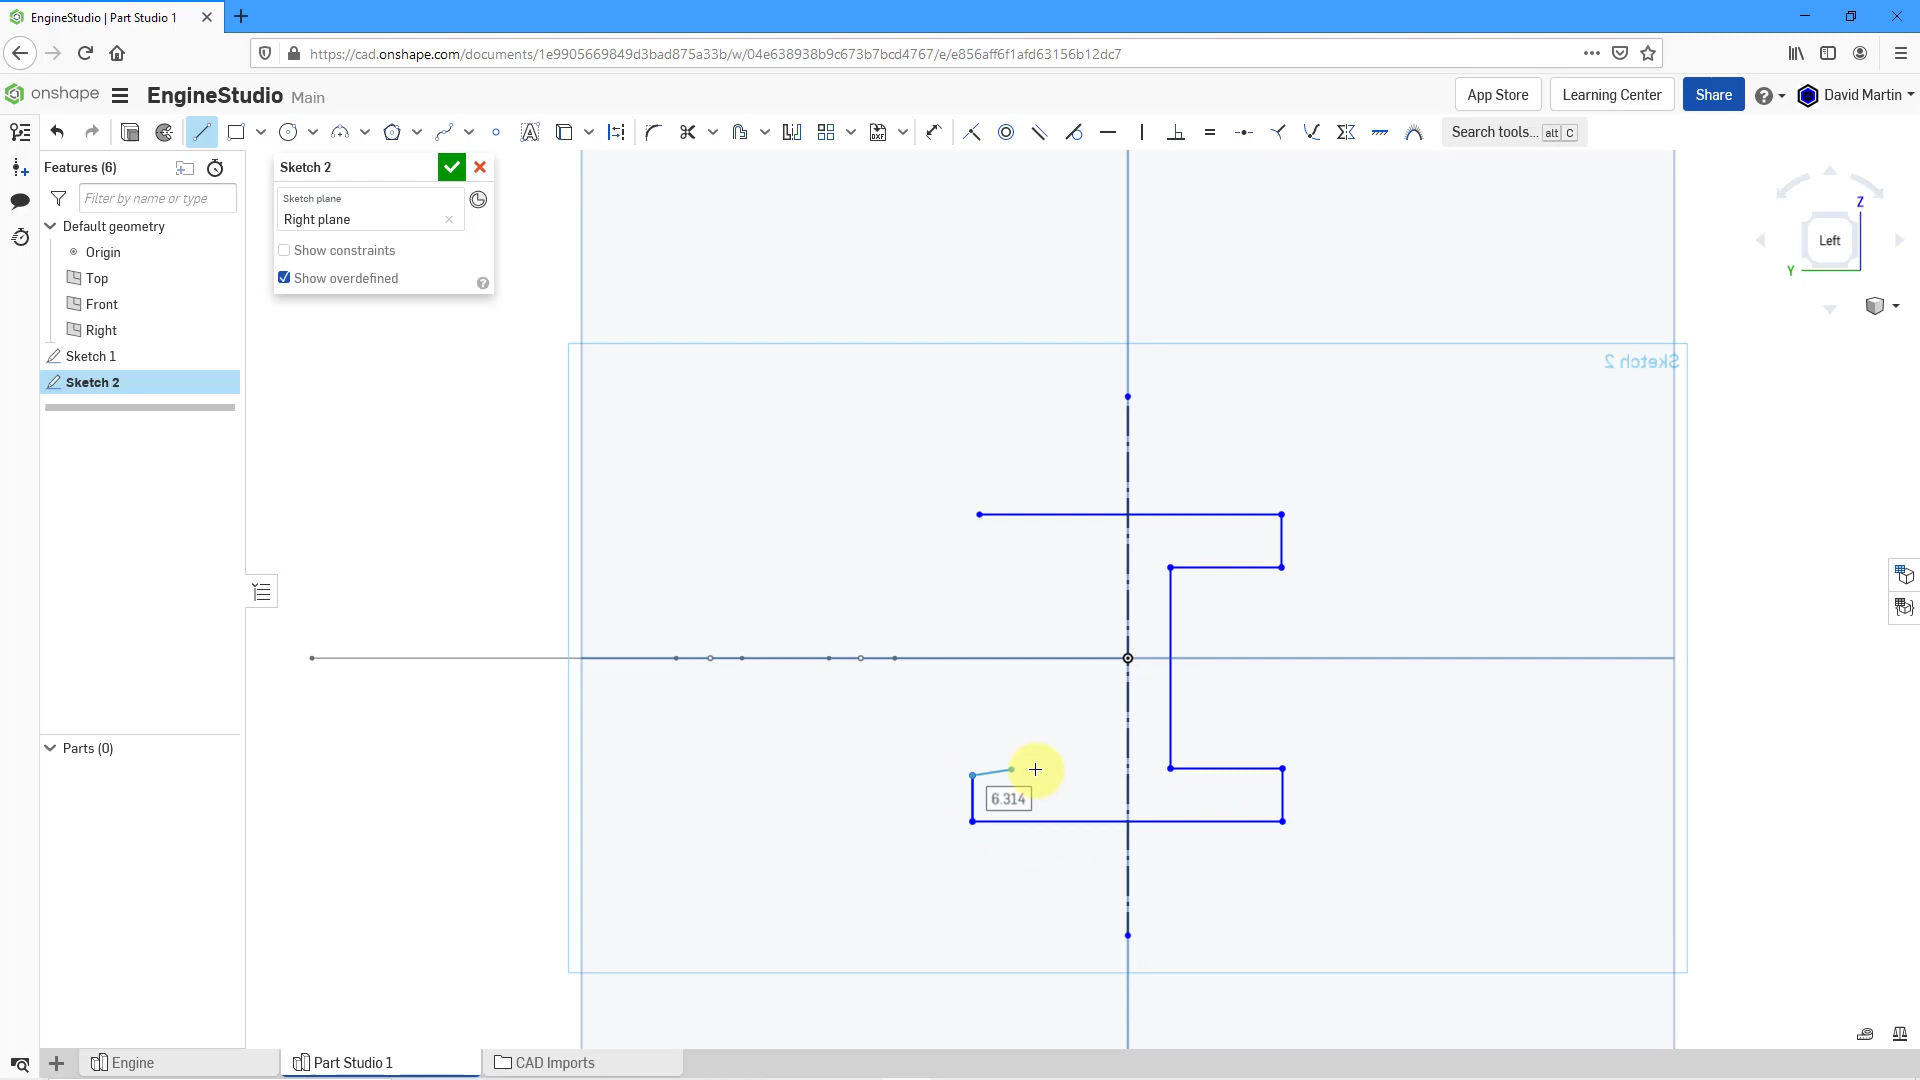 EngineStudio | Part Studio 1
https://cad.onshape.com/documents/1e9905669849d3bad875a33b/w/04e638938b9c673b7bcd4767/e/e856aff6f1afd63156b12dc7
onshape EngineStudio Main App Store Learning Center Share David Martin
Search tools... alt C
Features (6)
Filter by name or type
Default geometry
Origin
Top
Front
Right
Sketch 1
Sketch 2
Parts (0)
Sketch 2
Sketch plane
Right plane
Show constraints
Show overdefined
Sketch 2
6.314
Z
Left
Y
Engine
Part Studio 1
CAD Imports